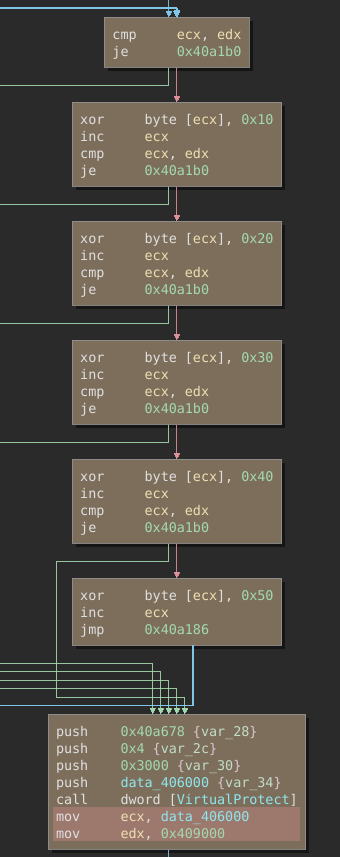 cmp ecx, edx
je 0x40a1b0
xor byte [ecx], 0x10
inc ecx
cmp ecx, edx
je 0x40a1b0
xor byte [ecx], 0x20
inc ecx
cmp ecx, edx
je 0x40a1b0
xor byte [ecx], 0x30
inc ecx
cmp ecx, edx
je 0x40a1b0
xor byte [ecx], 0x40
inc ecx
cmp ecx, edx
je 0x40a1b0
xor byte [ecx], 0x50
inc ecx
jmp 0x40a186
push 0x40a678 {var_28}
push 0x4 {var_2c}
push 0x3000 {var_30}
push data_406000 {var_34}
call dword [VirtualProtect]
mov ecx, data_406000
mov edx, 0x409000